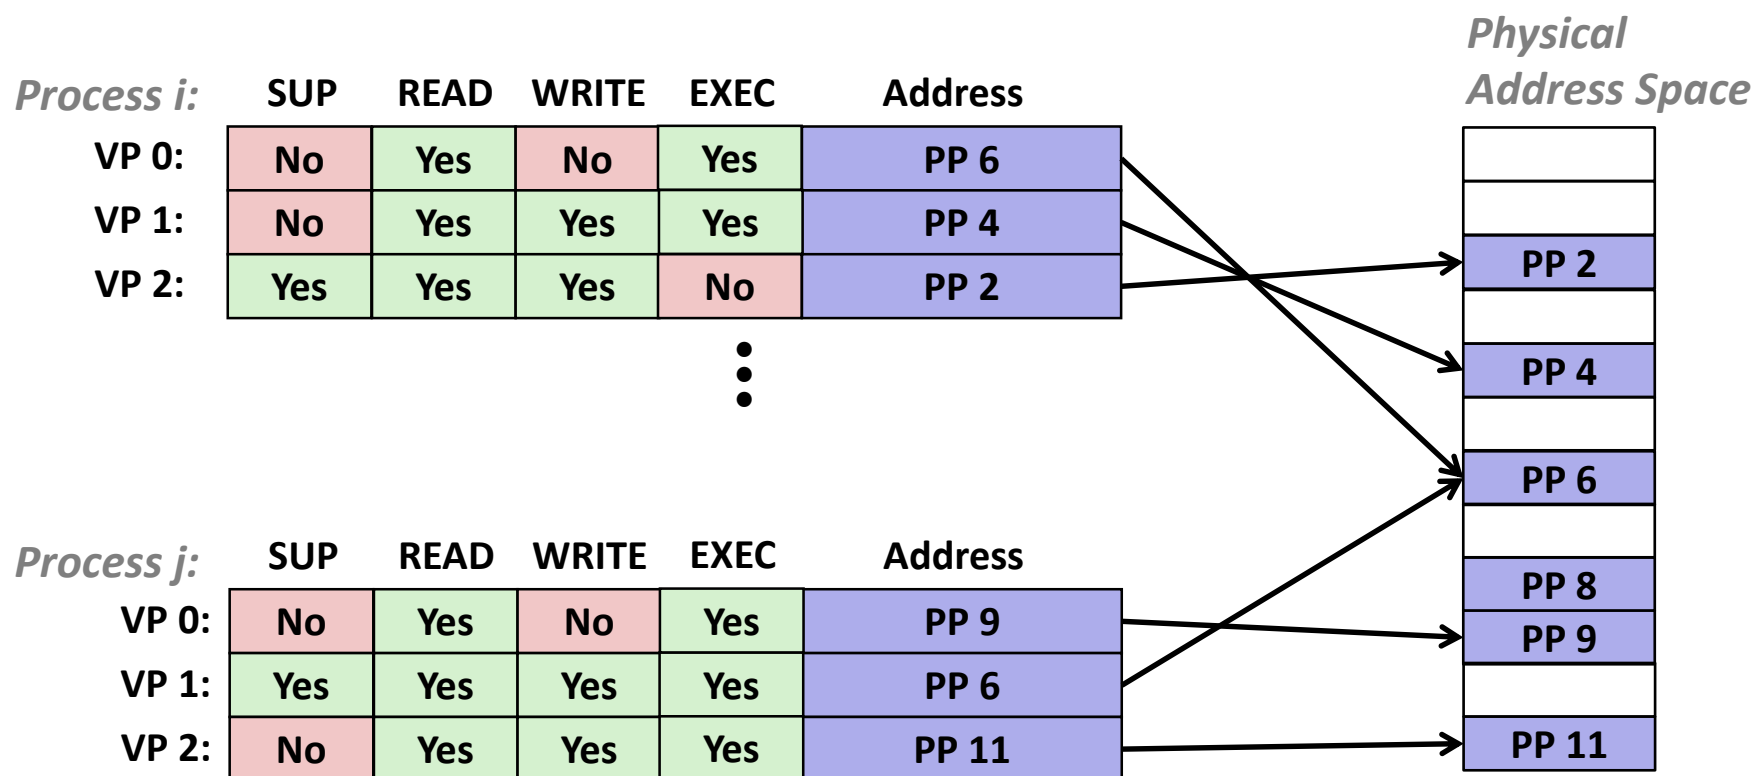 Physical
Address Space
Process i: SUP READ WRITE EXEC Address
VP 0: No Yes No Yes PP 6
VP 1: No Yes Yes Yes PP 4
VP 2: Yes Yes Yes No PP 2
PP 2
PP 4
PP 6
PP 8
PP 9
PP 11
Process j: SUP READ WRITE EXEC Address
VP 0: No Yes No Yes PP 9
VP 1: Yes Yes Yes Yes PP 6
VP 2: No Yes Yes Yes PP 11